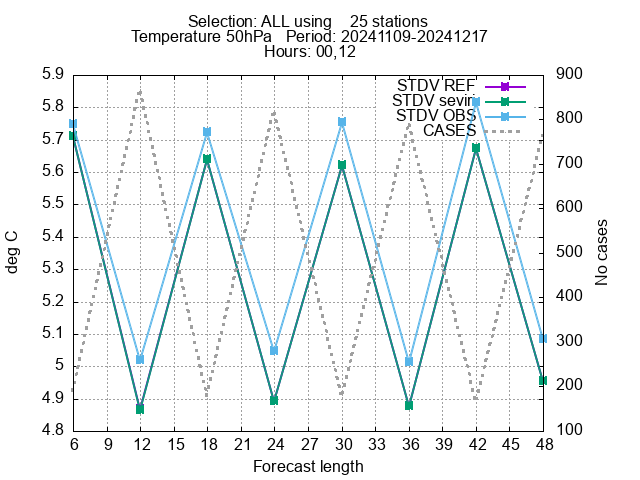 Selection: ALL using    25 stations
Temperature 50hPa   Period: 20241109-20241217
Hours: 00,12
STDV REF
STDV seviri
STDV OBS
CASES
deg C
5.9
5.8
5.7
5.6
5.5
5.4
5.3
5.2
5.1
5
4.9
4.8
No cases
900
800
700
600
500
400
300
200
100
6 12 18 21 24 27 30 33 36 39 42 45 48
Forecast length